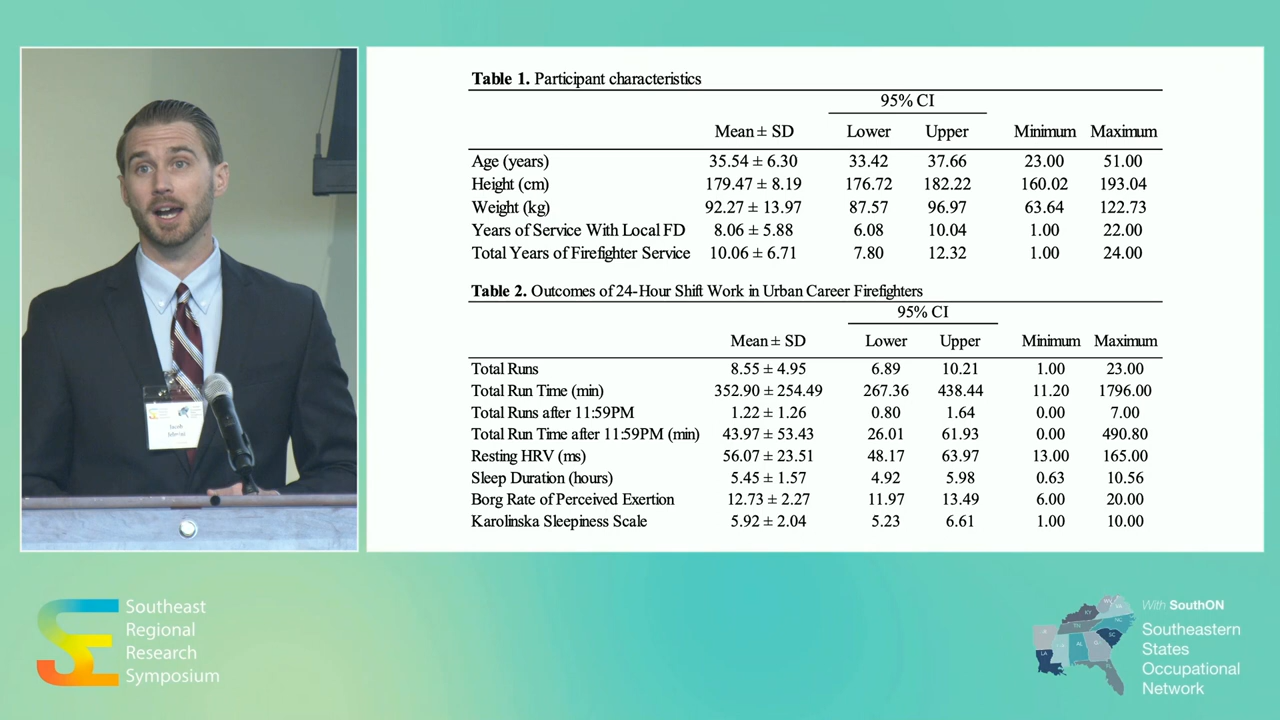 Table 1. Participant characteristics
95% CI
Mean ± SD Lower Upper Minimum Maximum
Age (years) 35.54 ± 6.30 33.42 37.66 23.00 51.00
Height (cm) 179.47 ± 8.19 176.72 182.22 160.02 193.04
Weight (kg) 92.27 ± 13.97 87.57 96.97 63.64 122.73
Years of Service With Local FD 8.06 ± 5.88 6.08 10.04 1.00 22.00
Total Years of Firefighter Service 10.06 ± 6.71 7.80 12.32 1.00 24.00
Table 2. Outcomes of 24-Hour Shift Work in Urban Career Firefighters
95% CI
Mean ± SD Lower Upper Minimum Maximum
Total Runs 8.55 ± 4.95 6.89 10.21 1.00 23.00
Total Run Time (min) 352.90 ± 254.49 267.36 438.44 11.20 1796.00
Total Runs after 11:59PM 1.22 ± 1.26 0.80 1.64 0.00 7.00
Total Run Time after 11:59PM (min) 43.97 ± 53.43 26.01 61.93 0.00 490.80
Resting HRV (ms) 56.07 ± 23.51 48.17 63.97 13.00 165.00
Sleep Duration (hours) 5.45 ± 1.57 4.92 5.98 0.63 10.56
Borg Rate of Perceived Exertion 12.73 ± 2.27 11.97 13.49 6.00 20.00
Karolinska Sleepiness Scale 5.92 ± 2.04 5.23 6.61 1.00 10.00
SE
Southeast
Regional
Research
Symposium
With SouthON
Southeastern
States
Occupational
Network
KY
TN
NC
SC
AL
LA